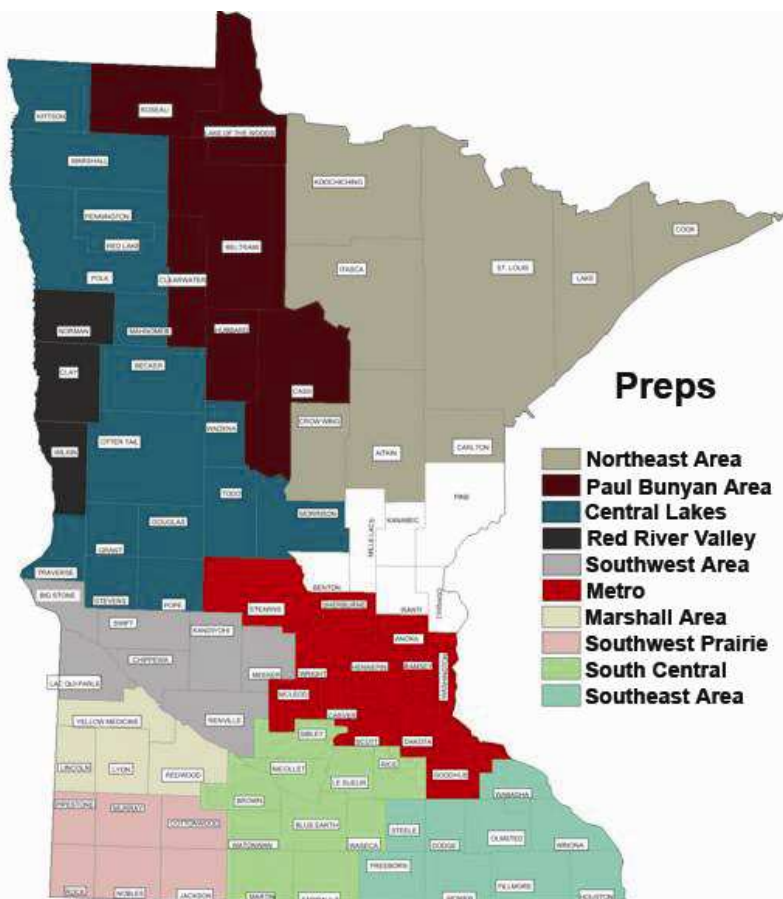 KITTSON
ROSEAU
LAKE OF THE WOODS
MARSHALL
KOOCHICHING
PENNINGTON
RED LAKE
BELTRAMI
COOK
ITASCA
ST. LOUIS
LAKE
POLK
CLEARWATER
NORMAN
MAHNOMEN
HUBBARD
BECKER
CLAY
CASS
Preps
WADENA
CROW WING
OTTER TAIL
AITKIN
CARLTON
WILKIN
Northeast Area
Paul Bunyan Area
Central Lakes
Red River Valley
Southwest Area
Metro
Marshall Area
Southwest Prairie
South Central
Southeast Area
TODD
PINE
MORRISON
DOUGLAS
KANABEC
MILLE LACS
GRANT
TRAVERSE
BENTON
BIG STONE
STEVENS
POPE
STEARNS
SHERBURNE
ISANTI
CHISAGO
SWIFT
KANDIYOHI
ANOKA
CHIPPEWA
MEEKER
WRIGHT
HENNEPIN
RAMSEY
WASHINGTON
LAC QUI PARLE
MCLEOD
CARVER
YELLOW MEDICINE
RENVILLE
SIBLEY
SCOTT
DAKOTA
LINCOLN
LYON
REDWOOD
NICOLLET
LE SUEUR
RICE
GOODHUE
WABASHA
PIPESTONE
MURRAY
COTTONWOOD
BROWN
BLUE EARTH
WATONWAN
WASECA
STEELE
DODGE
OLMSTED
WINONA
FREEBORN
FILLMORE
ROCK
NOBLES
JACKSON
MARTIN
HOUSTON